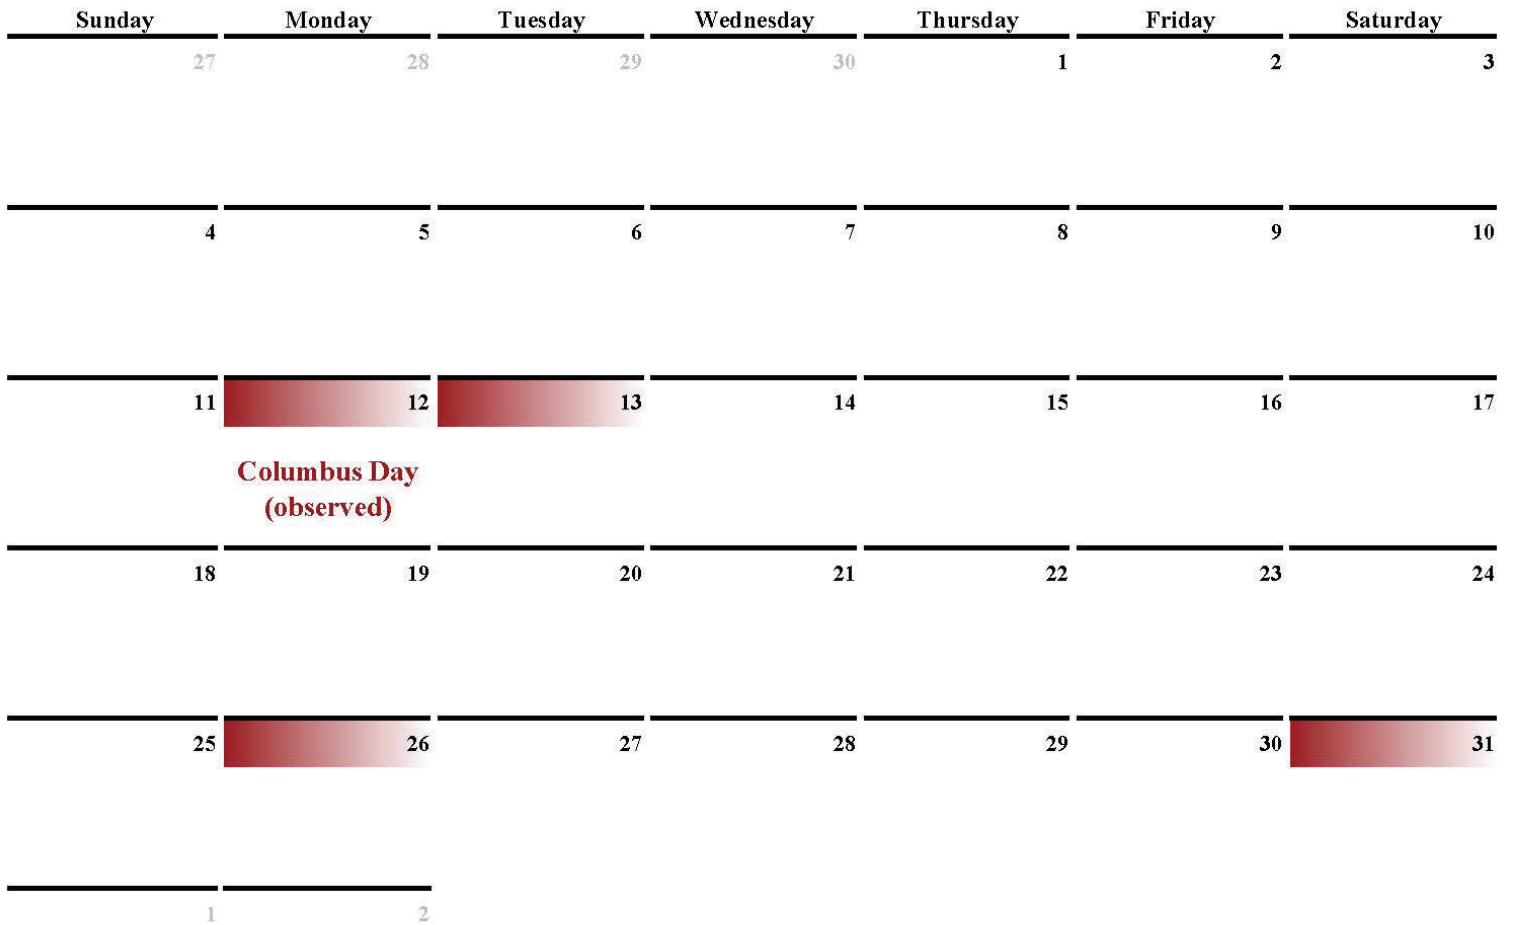 Sunday Monday Tuesday Wednesday Thursday Friday Saturday
27 28 29 30 1 2 3
4 5 6 7 8 9 10
11 12 13 14 15 16 17
Columbus Day
(observed)
18 19 20 21 22 23 24
25 26 27 28 29 30 31
1 2